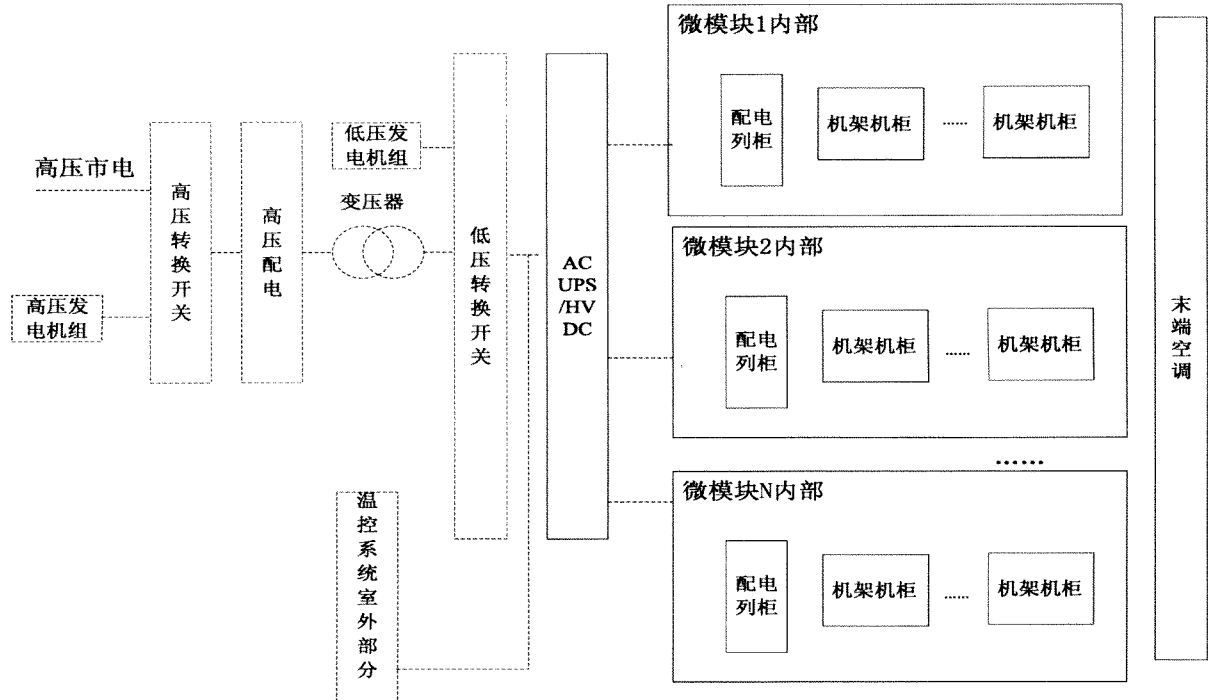 高压市电
高压发
电机组
高压转换开关
高压配电
低压发
电机组
变压器
低压转换开关
温控系统室外部分
AC
UPS
/HV
DC
微模块1内部
配电
列柜
机架机柜
......
机架机柜
微模块2内部
配电
列柜
机架机柜
......
机架机柜
......
微模块N内部
配电
列柜
机架机柜
......
机架机柜
末端空调